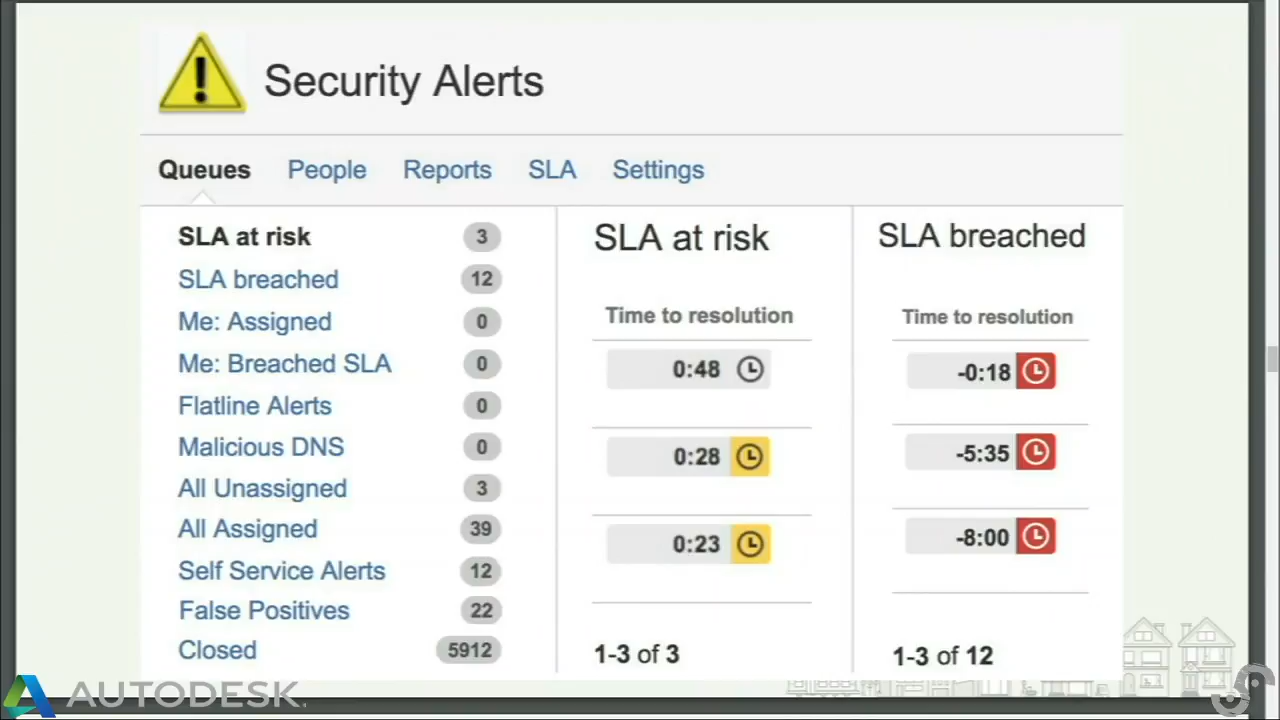 Security Alerts
Queues People Reports SLA Settings
SLA at risk 3
SLA breached 12
Me: Assigned 0
Me: Breached SLA 0
Flatline Alerts 0
Malicious DNS 0
All Unassigned 3
All Assigned 39
Self Service Alerts 12
False Positives 22
Closed 5912
SLA at risk
Time to resolution
0:48
0:28
0:23
1-3 of 3
SLA breached
Time to resolution
-0:18
-5:35
-8:00
1-3 of 12
AUTODESK.